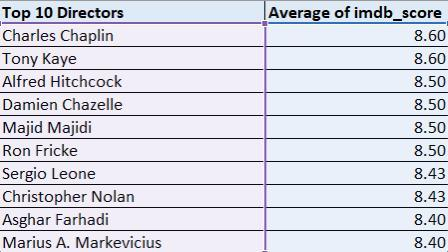 Top 10 Directors Average of imdb_score
Charles Chaplin 8.60
Tony Kaye 8.60
Alfred Hitchcock 8.50
Damien Chazelle 8.50
Majid Majidi 8.50
Ron Fricke 8.50
Sergio Leone 8.43
Christopher Nolan 8.43
Asghar Farhadi 8.40
Marius A. Markevicius 8.40